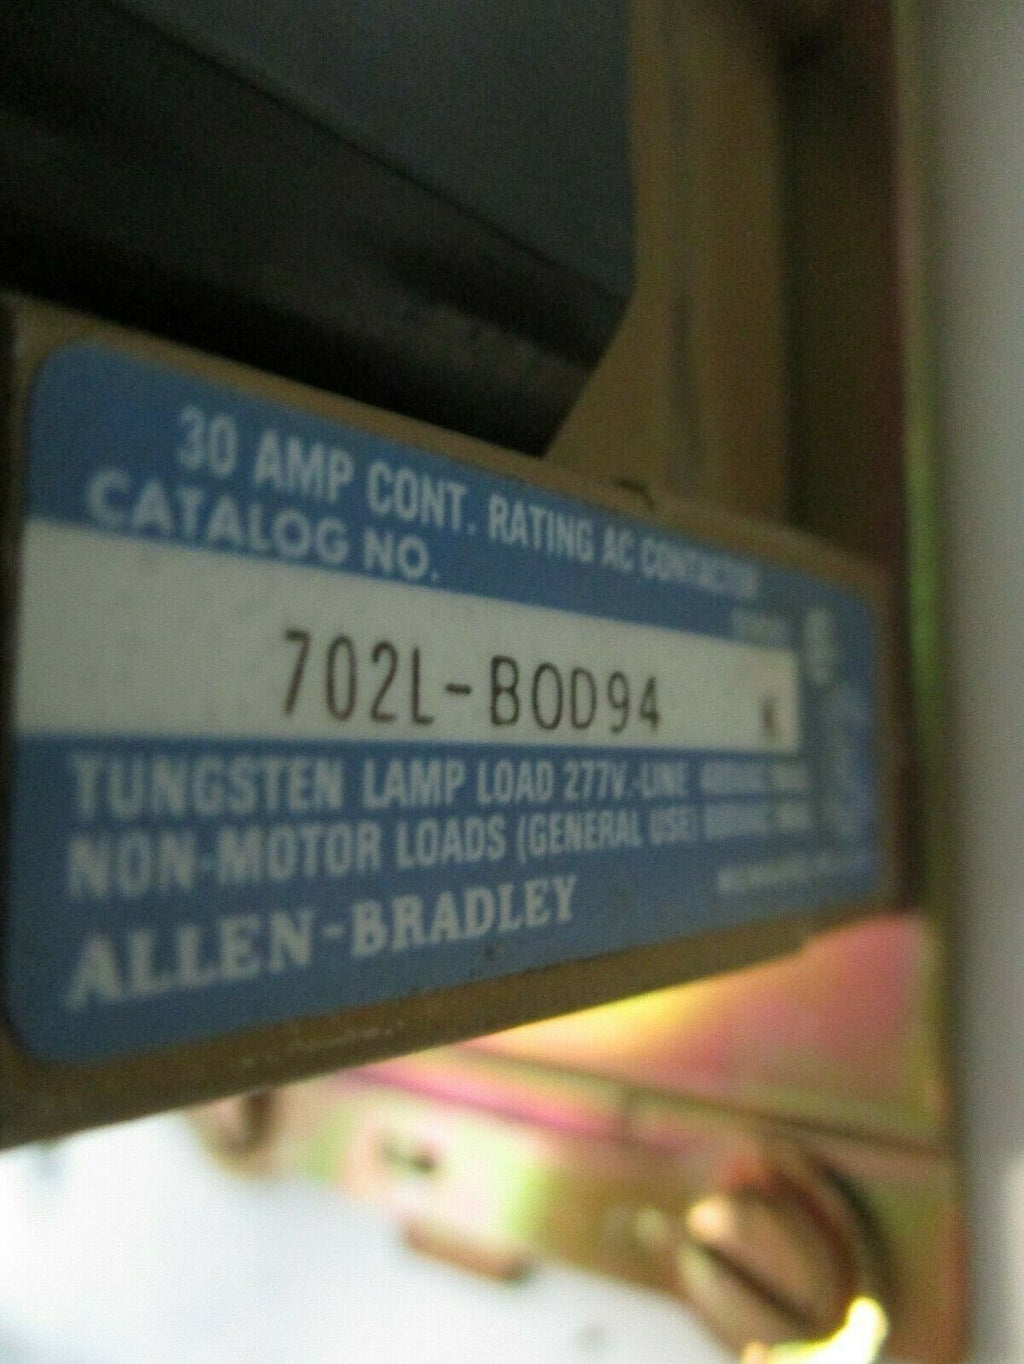 30 AMP CONT. RATING AC CONTACTOR
CATALOG NO.
702L-BOD94 K
TUNGSTEN LAMP LOAD 277V.-LINE
NON-MOTOR LOADS (GENERAL USE)
ALLEN-BRADLEY